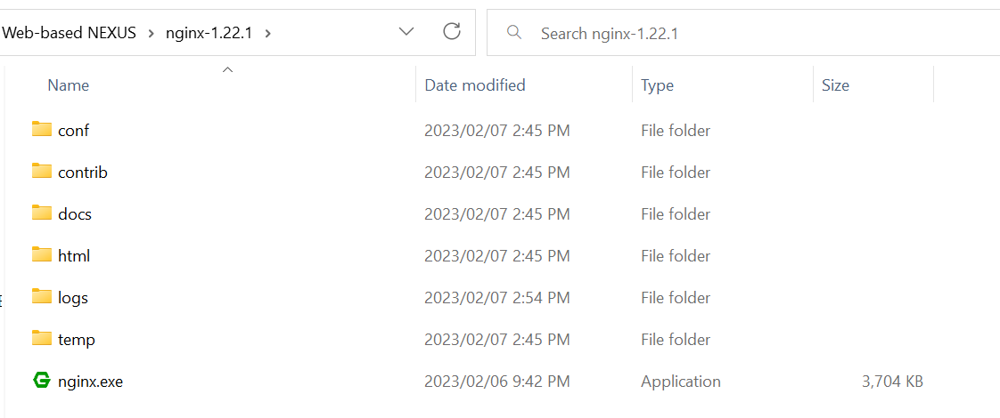 Web-based NEXUS > nginx-1.22.1 >
Search nginx-1.22.1
Name Date modified Type Size
conf 2023/02/07 2:45 PM File folder
contrib 2023/02/07 2:45 PM File folder
docs 2023/02/07 2:45 PM File folder
html 2023/02/07 2:45 PM File folder
logs 2023/02/07 2:54 PM File folder
temp 2023/02/07 2:45 PM File folder
nginx.exe 2023/02/06 9:42 PM Application 3,704 KB